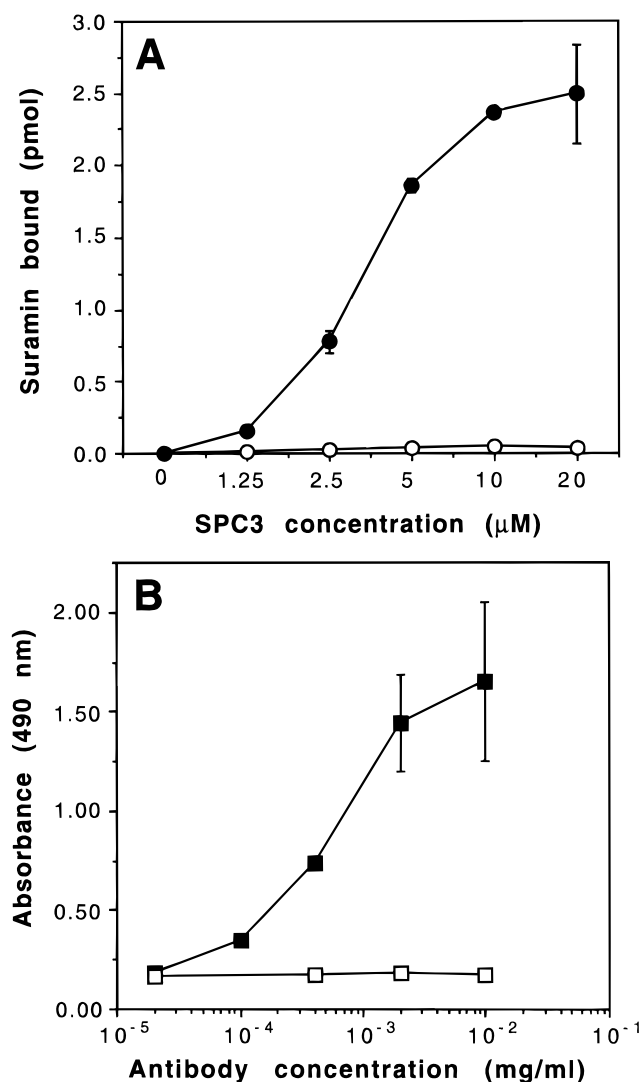 A
Suramin bound (pmol)
3.0
2.5
2.0
1.5
1.0
0.5
0.0
0 1.25 2.5 5 10 20
SPC3 concentration (μM)
B
Absorbance (490 nm)
2.00
1.50
1.00
0.50
0.00
10⁻⁵ 10⁻⁴ 10⁻³ 10⁻² 10⁻¹
Antibody concentration (mg/ml)